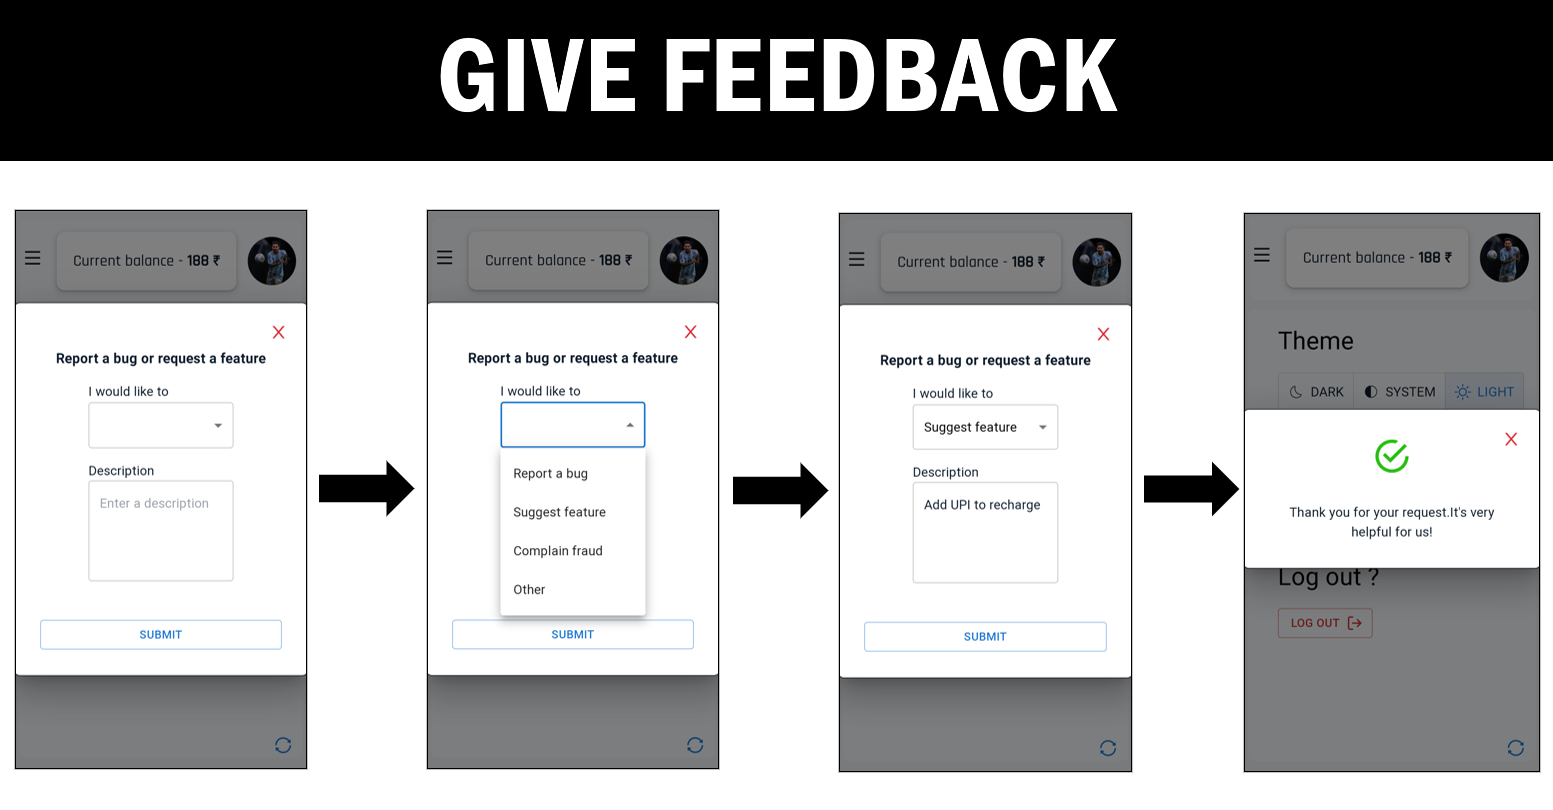 GIVE FEEDBACK
Current balance - 188 ₹
X
Report a bug or request a feature
I would like to
Description
Enter a description
SUBMIT
Current balance - 188 ₹
X
Report a bug or request a feature
I would like to
Report a bug
Suggest feature
Complain fraud
Other
SUBMIT
Current balance - 188 ₹
X
Report a bug or request a feature
I would like to
Suggest feature
Description
Add UPI to recharge
SUBMIT
Current balance - 188 ₹
Theme
DARK SYSTEM LIGHT
X
Thank you for your request.It's very
helpful for us!
Log out ?
LOG OUT